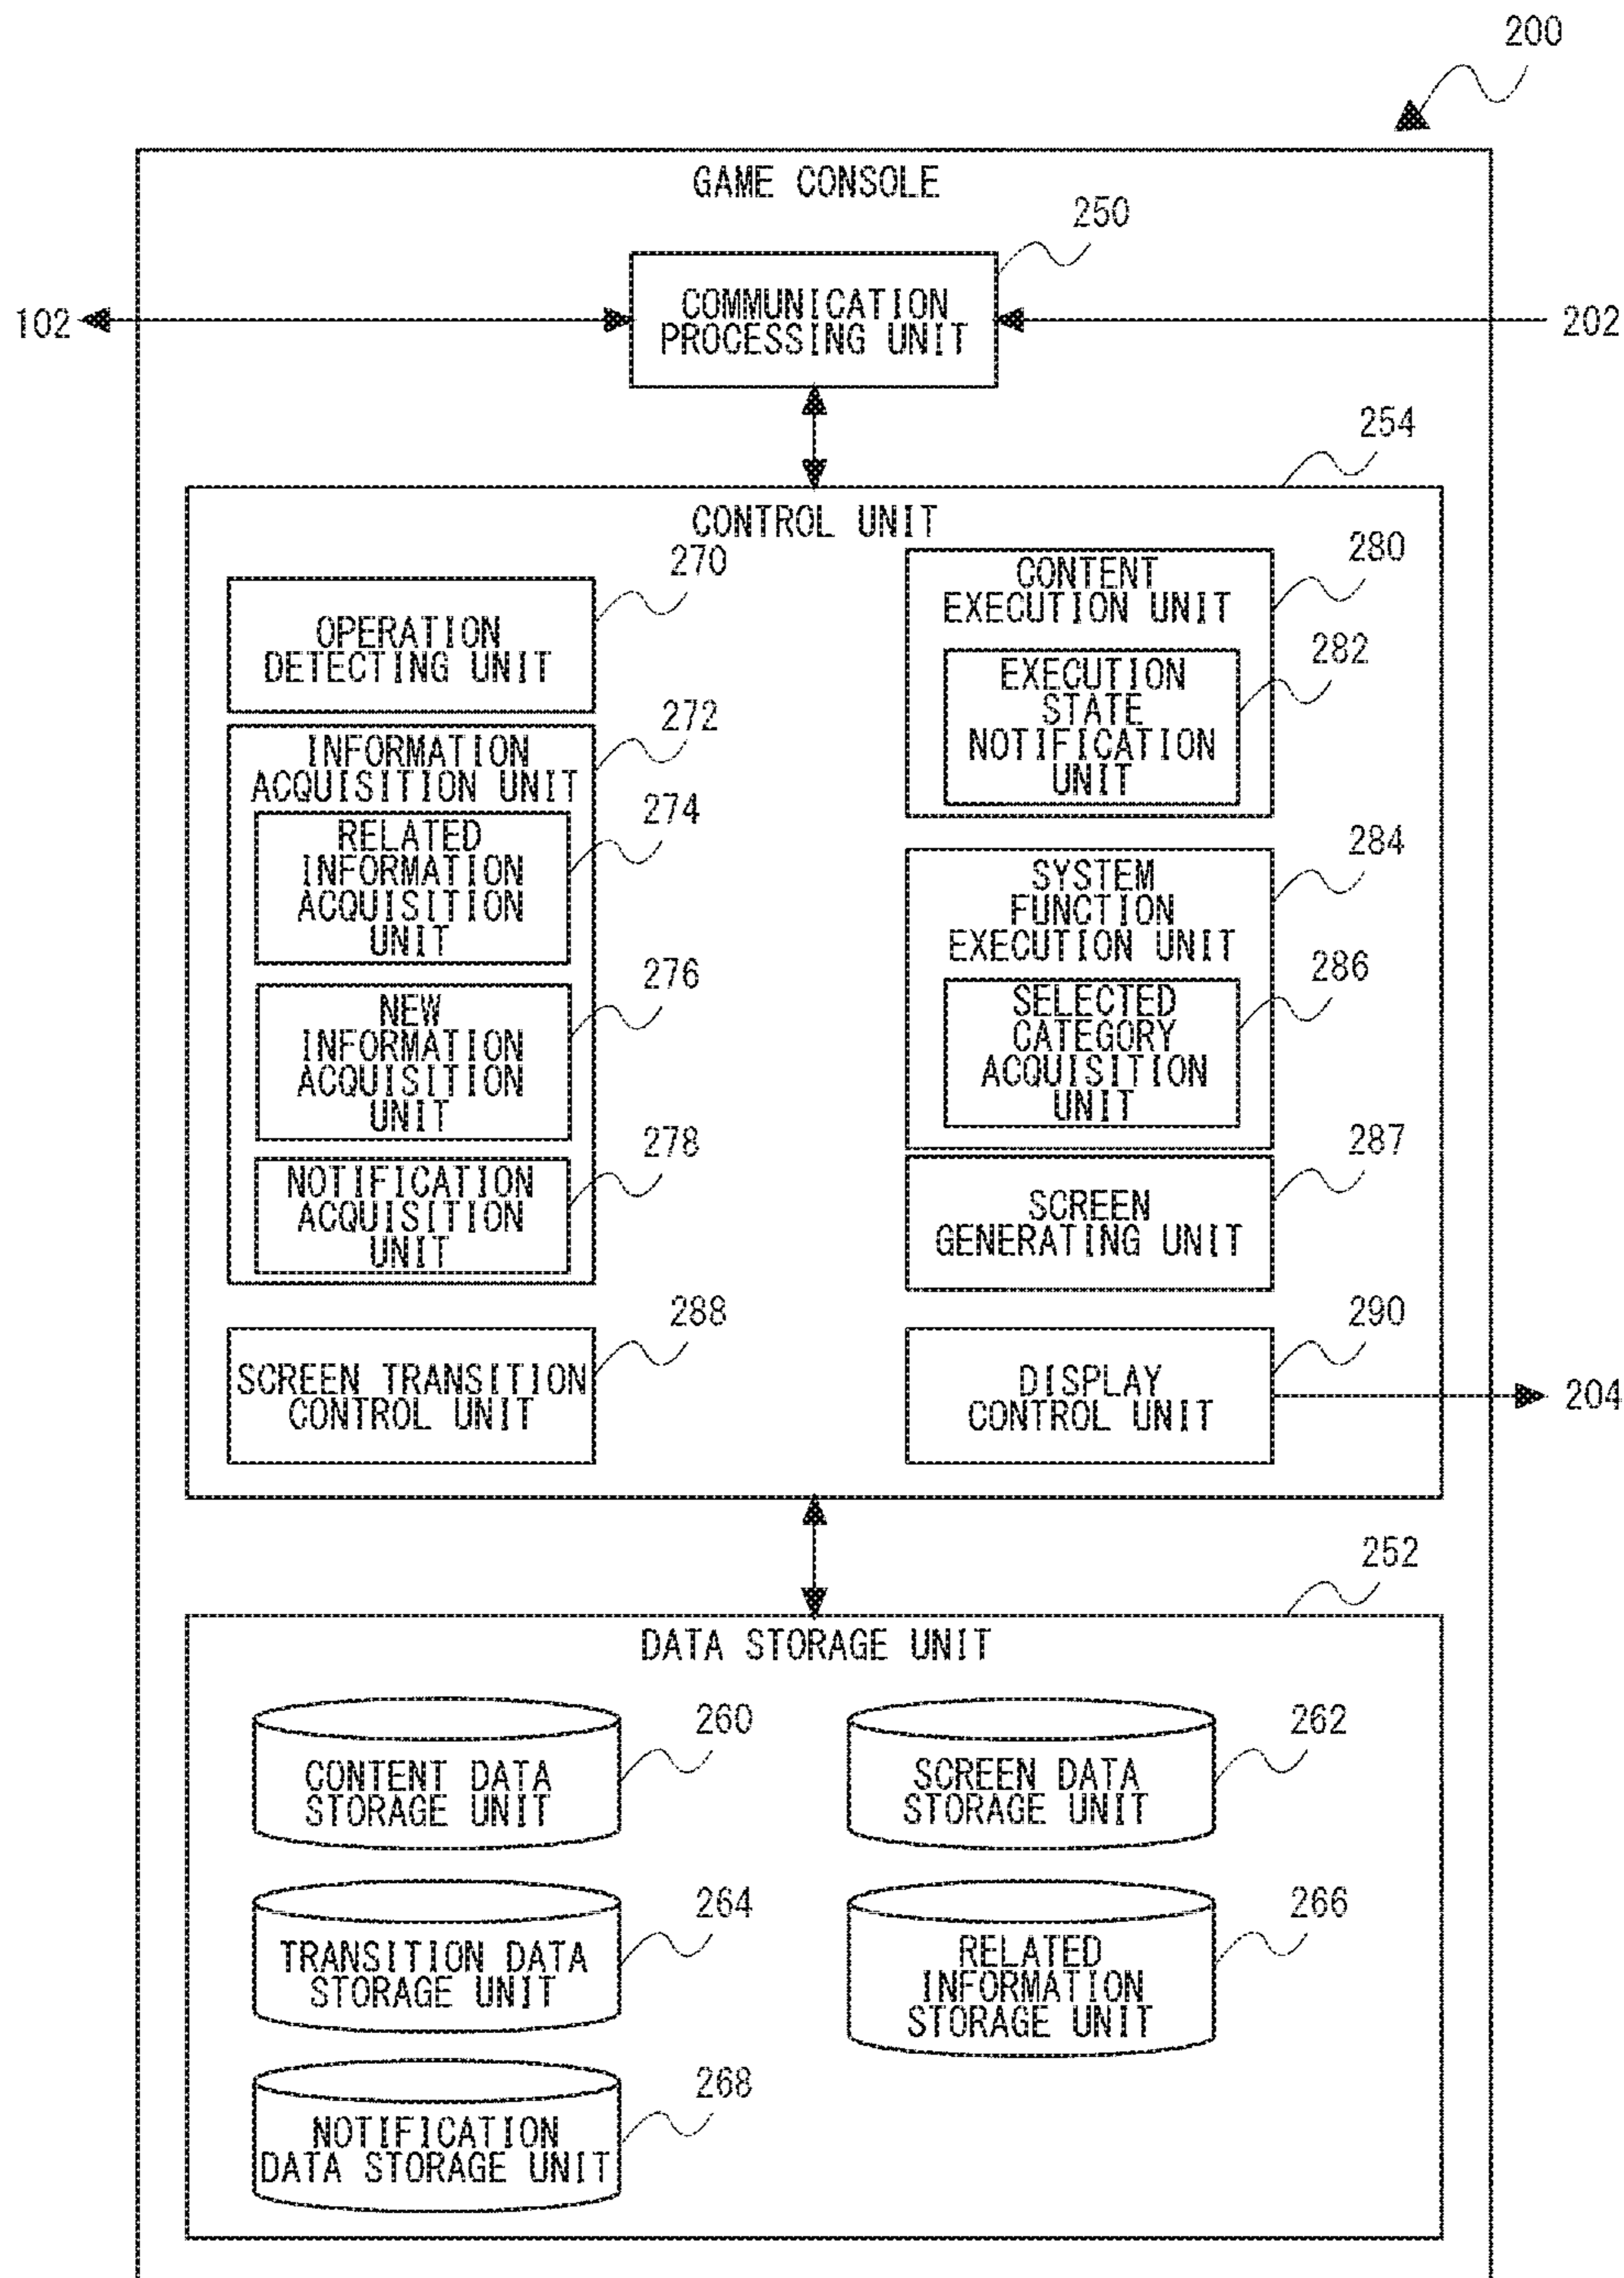 200
GAME CONSOLE
250
COMMUNICATION
PROCESSING UNIT
102
202
254
CONTROL UNIT
270
OPERATION
DETECTING UNIT
272
INFORMATION
ACQUISITION UNIT
274
RELATED
INFORMATION
ACQUISITION
UNIT
276
NEW
INFORMATION
ACQUISITION
UNIT
278
NOTIFICATION
ACQUISITION
UNIT
288
SCREEN TRANSITION
CONTROL UNIT
280
CONTENT
EXECUTION UNIT
282
EXECUTION
STATE
NOTIFICATION
UNIT
284
SYSTEM
FUNCTION
EXECUTION UNIT
286
SELECTED
CATEGORY
ACQUISITION
UNIT
287
SCREEN
GENERATING UNIT
290
DISPLAY
CONTROL UNIT
204
252
DATA STORAGE UNIT
260
CONTENT DATA
STORAGE UNIT
262
SCREEN DATA
STORAGE UNIT
264
TRANSITION DATA
STORAGE UNIT
266
RELATED
INFORMATION
STORAGE UNIT
268
NOTIFICATION
DATA STORAGE UNIT